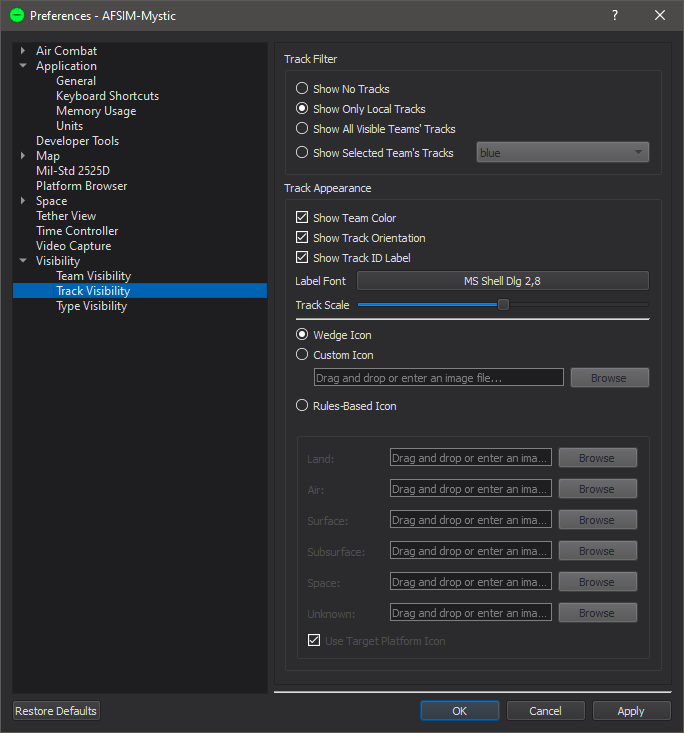 Preferences - AFSIM-Mystic
?
Air Combat
Application
General
Keyboard Shortcuts
Memory Usage
Units
Developer Tools
Map
Mil-Std 2525D
Platform Browser
Space
Tether View
Time Controller
Video Capture
Visibility
Team Visibility
Track Visibility
Type Visibility
Track Filter
Show No Tracks
Show Only Local Tracks
Show All Visible Teams' Tracks
Show Selected Team's Tracks blue
Track Appearance
Show Team Color
Show Track Orientation
Show Track ID Label
Label Font MS Shell Dlg 2,8
Track Scale
Wedge Icon
Custom Icon
Drag and drop or enter an image file... Browse
Rules-Based Icon
Land: Drag and drop or enter an ima... Browse
Air: Drag and drop or enter an ima... Browse
Surface: Drag and drop or enter an ima... Browse
Subsurface: Drag and drop or enter an ima... Browse
Space: Drag and drop or enter an ima... Browse
Unknown: Drag and drop or enter an ima... Browse
Use Target Platform Icon
Restore Defaults OK Cancel Apply